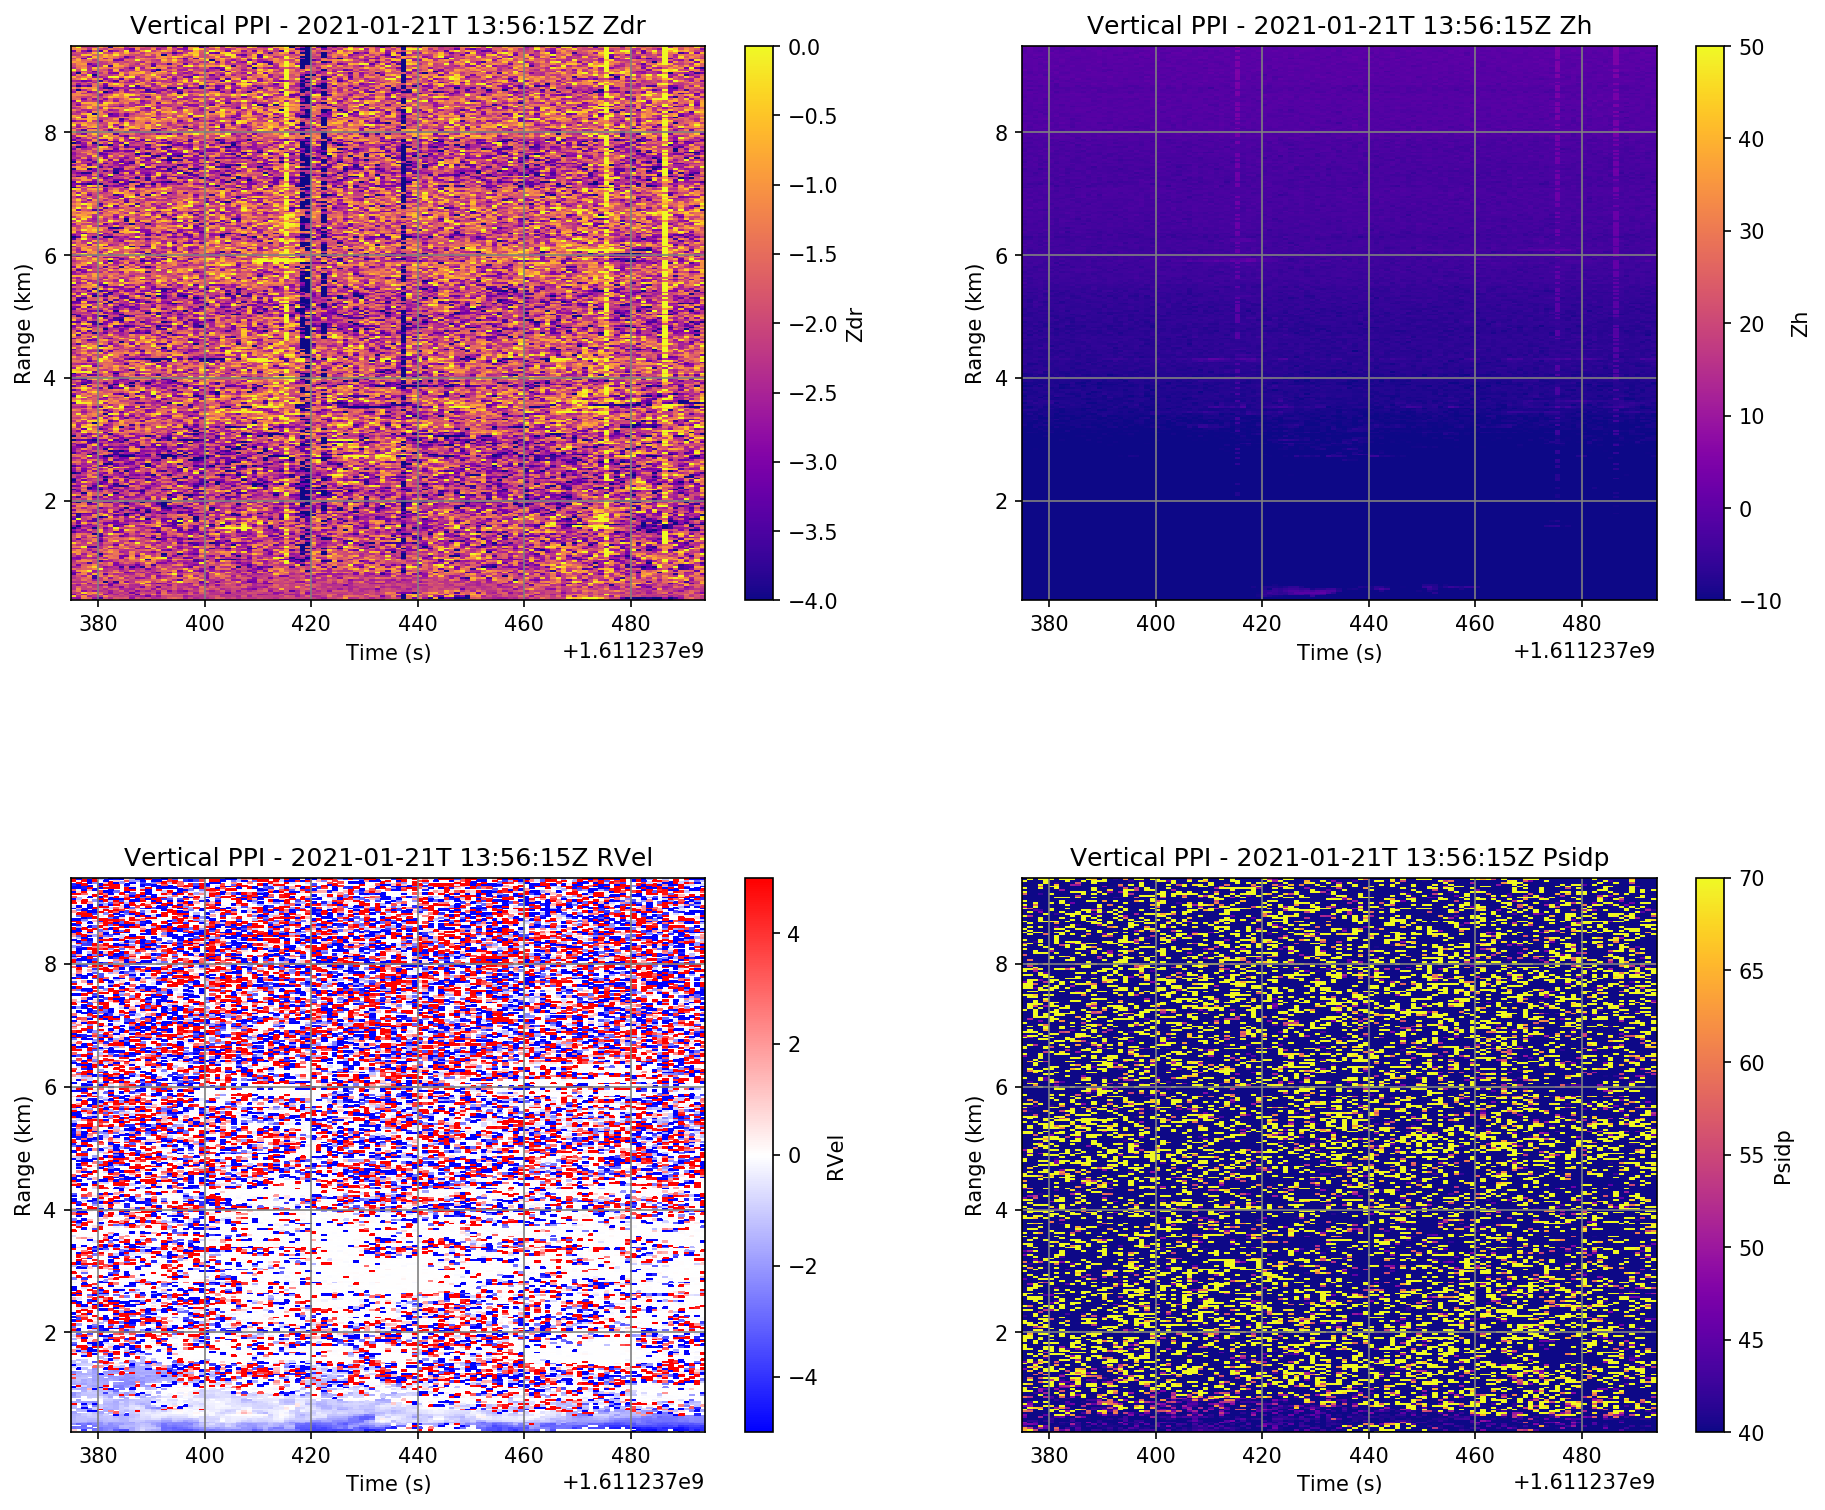 Vertical PPI - 2021-01-21T 13:56:15Z Zdr
Range (km)
8
6
4
2
380 400 420 440 460 480
Time (s)
+1.611237e9
0.0
−0.5
−1.0
−1.5
−2.0
−2.5
−3.0
−3.5
−4.0
Zdr
Vertical PPI - 2021-01-21T 13:56:15Z Zh
Range (km)
8
6
4
2
380 400 420 440 460 480
Time (s)
+1.611237e9
50
40
30
20
10
0
−10
Zh
Vertical PPI - 2021-01-21T 13:56:15Z RVel
Range (km)
8
6
4
2
380 400 420 440 460 480
Time (s)
+1.611237e9
4
2
0
−2
−4
RVel
Vertical PPI - 2021-01-21T 13:56:15Z Psidp
Range (km)
8
6
4
2
380 400 420 440 460 480
Time (s)
+1.611237e9
70
65
60
55
50
45
40
Psidp